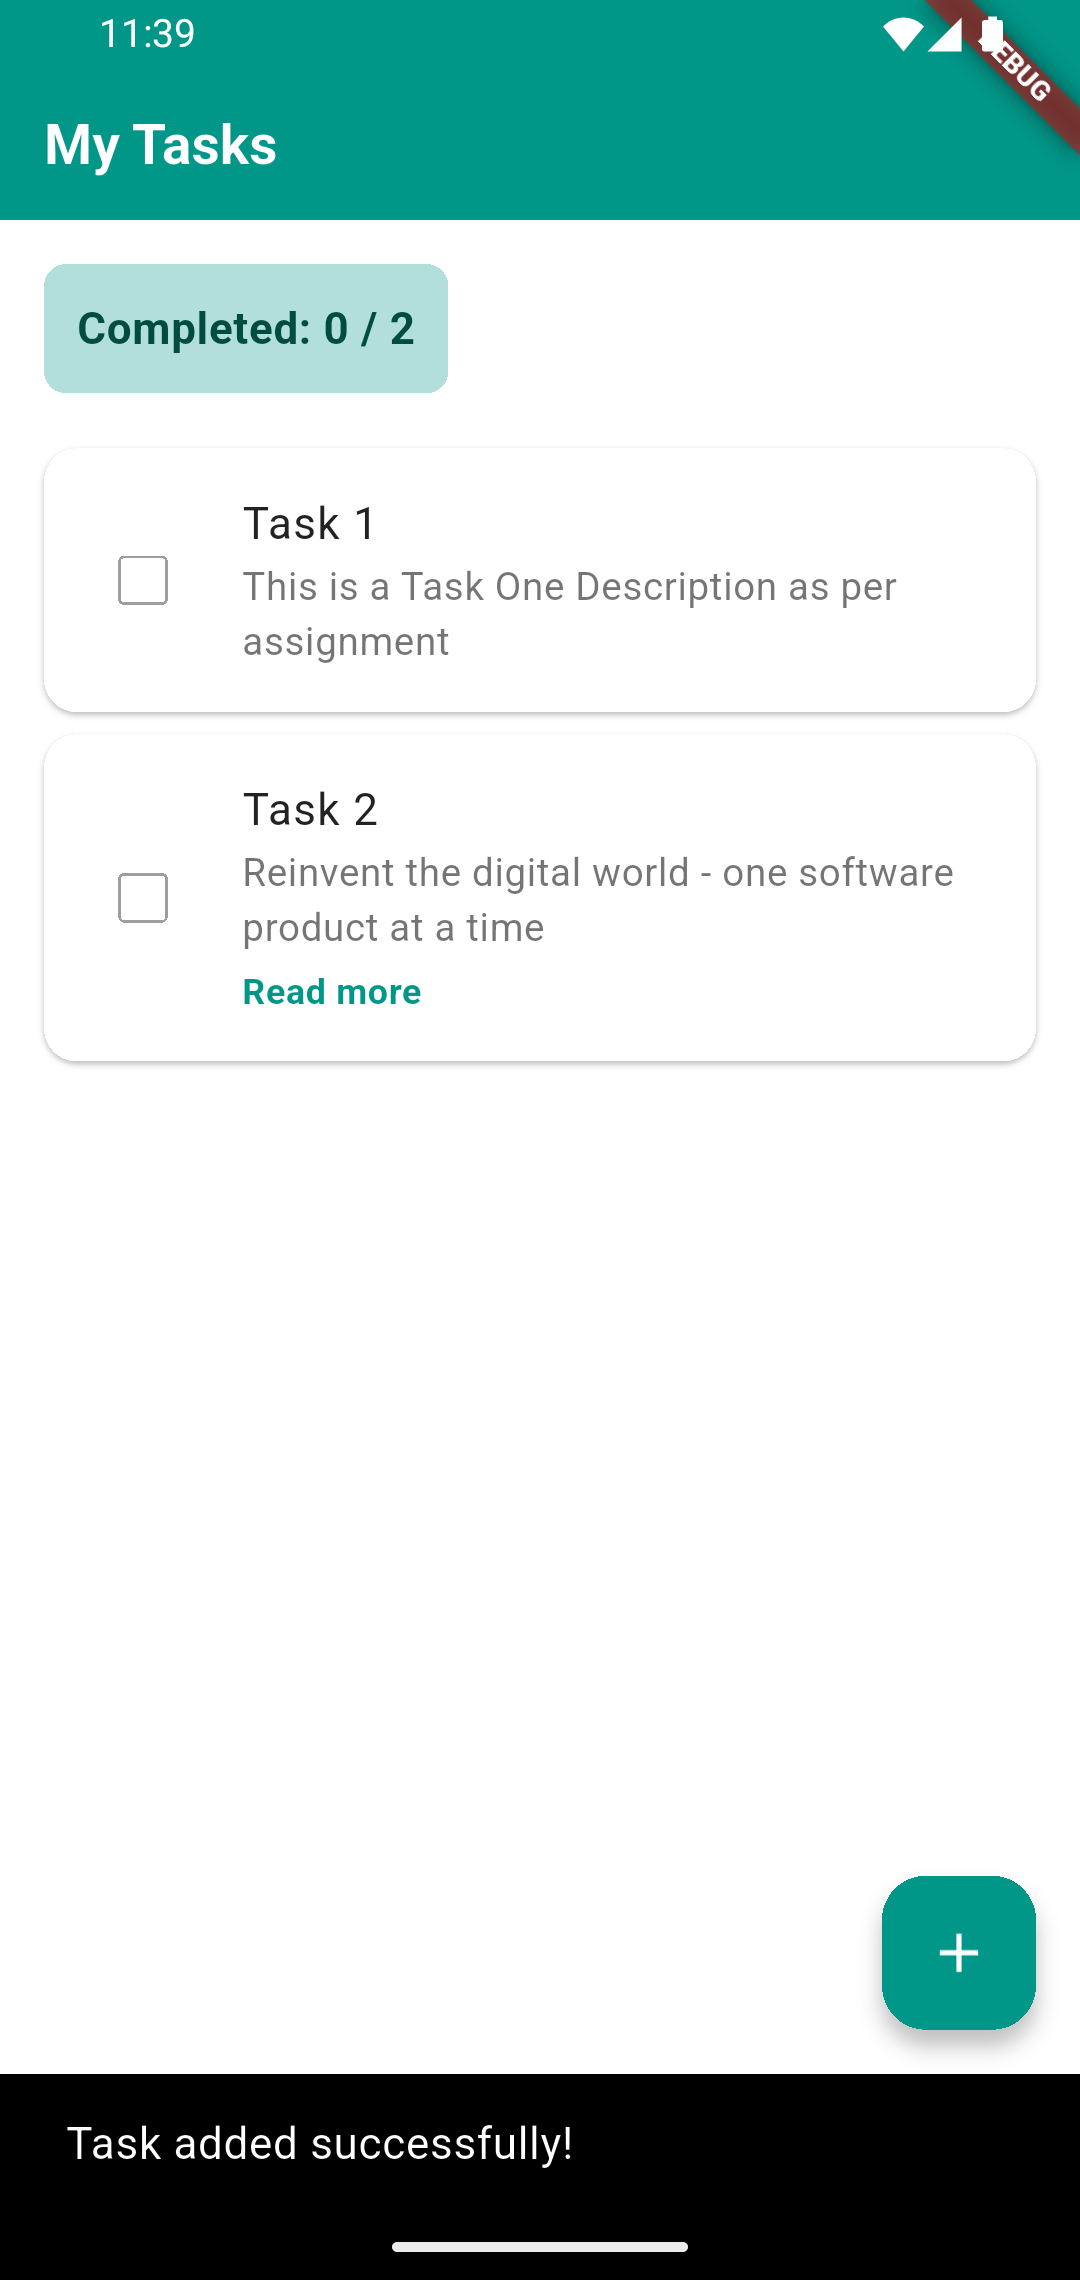 11:39
EBUG
My Tasks
Completed: 0 / 2
Task 1
This is a Task One Description as per
assignment
Task 2
Reinvent the digital world - one software
product at a time
Read more
Task added successfully!